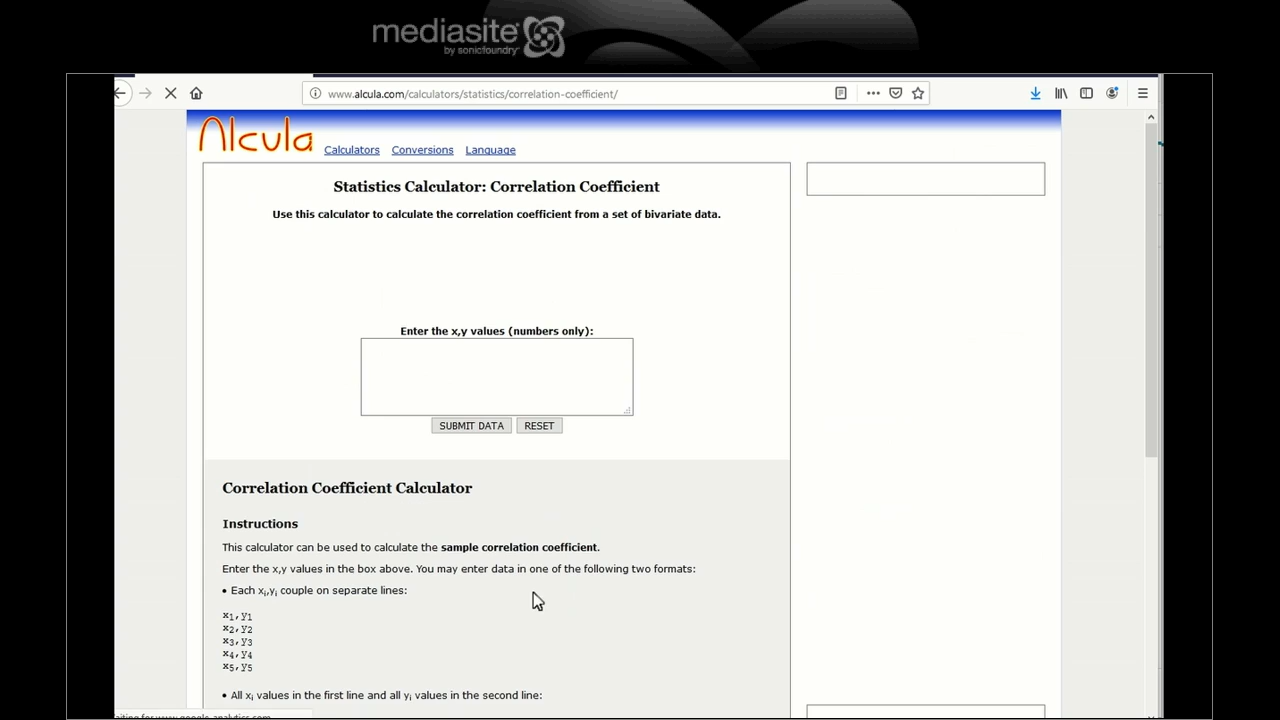 mediasite
by sonicfoundry
www.alcula.com/calculators/statistics/correlation-coefficient/
Alcula
Calculators Conversions Language
Statistics Calculator: Correlation Coefficient
Use this calculator to calculate the correlation coefficient from a set of bivariate data.
Enter the x,y values (numbers only):
SUBMIT DATA RESET
Correlation Coefficient Calculator
Instructions
This calculator can be used to calculate the sample correlation coefficient.
Enter the x,y values in the box above. You may enter data in one of the following two formats:
• Each xᵢ,yᵢ couple on separate lines:
x₁,y₁
x₂,y₂
x₃,y₃
x₄,y₄
x₅,y₅
• All xᵢ values in the first line and all yᵢ values in the second line: